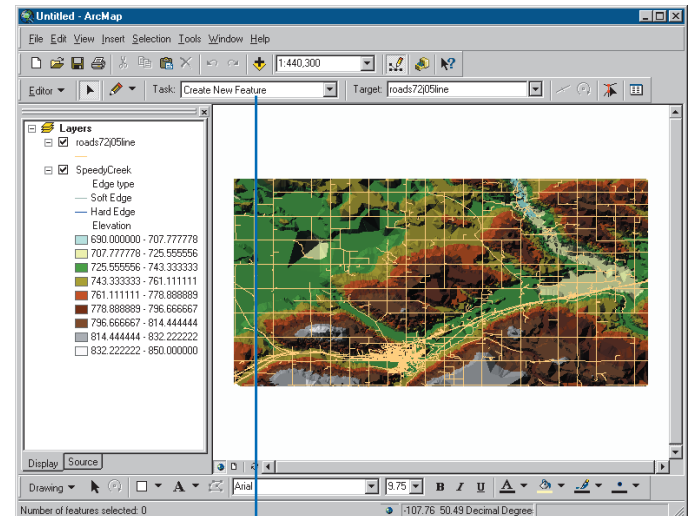 Untitled - ArcMap
File Edit View Insert Selection Tools Window Help
1:440,300
Editor Task: Create New Feature Target: roads72j05line
Layers
roads72j05line
SpeedyCreek
Edge type
Soft Edge
Hard Edge
Elevation
690.000000 - 707.777778
707.777778 - 725.555556
725.555556 - 743.333333
743.333333 - 761.111111
761.111111 - 778.888889
778.888889 - 796.666667
796.666667 - 814.444444
814.444444 - 832.222222
832.222222 - 850.000000
Display Source
Drawing A Arial 9.75 B I U A
Number of features selected: 0 -107.76 50.49 Decimal Degree